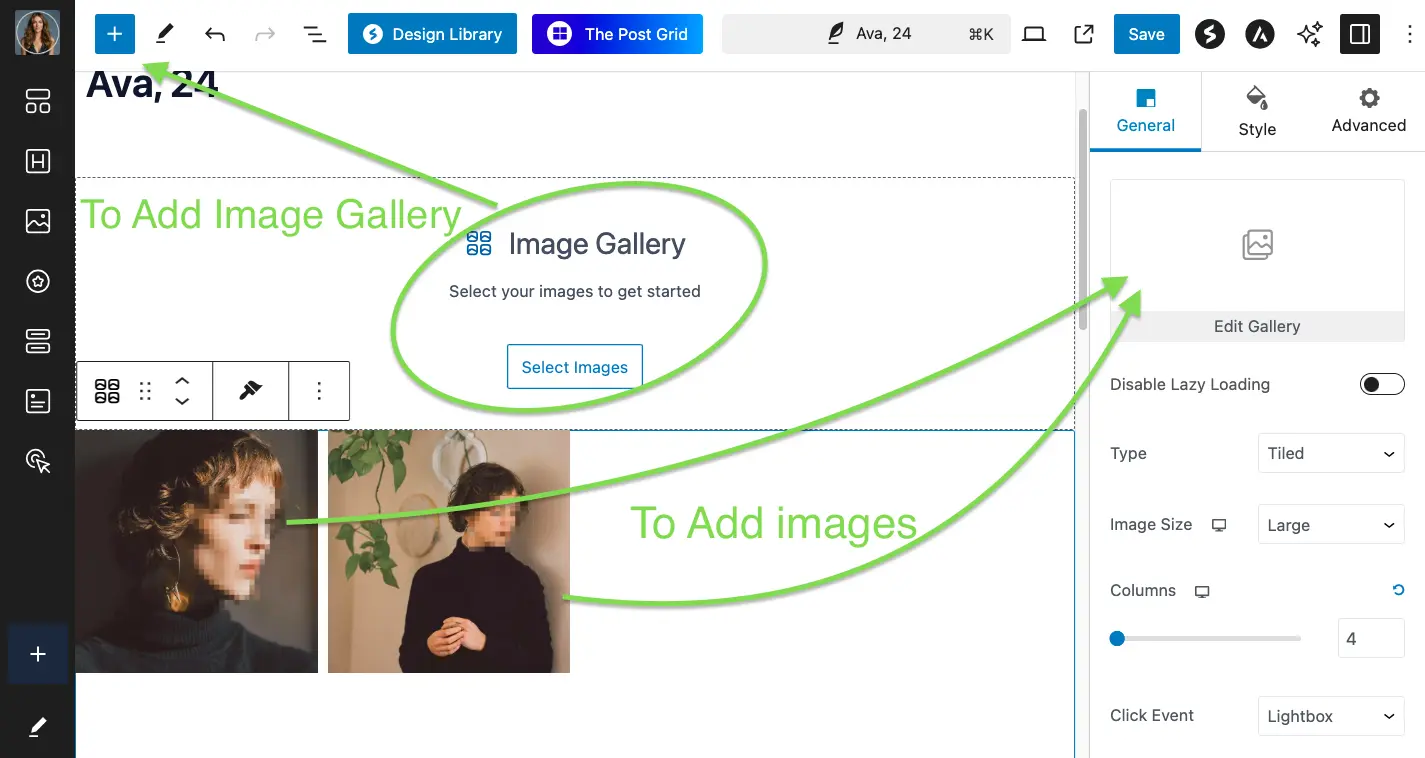 Design Library
The Post Grid
Ava, 24
⌘K
Save
General
Style
Advanced
Ava, 24
To Add Image Gallery
Image Gallery
Select your images to get started
Select Images
Edit Gallery
Disable Lazy Loading
Type
Tiled
To Add images
Image Size
Large
Columns
4
Click Event
Lightbox